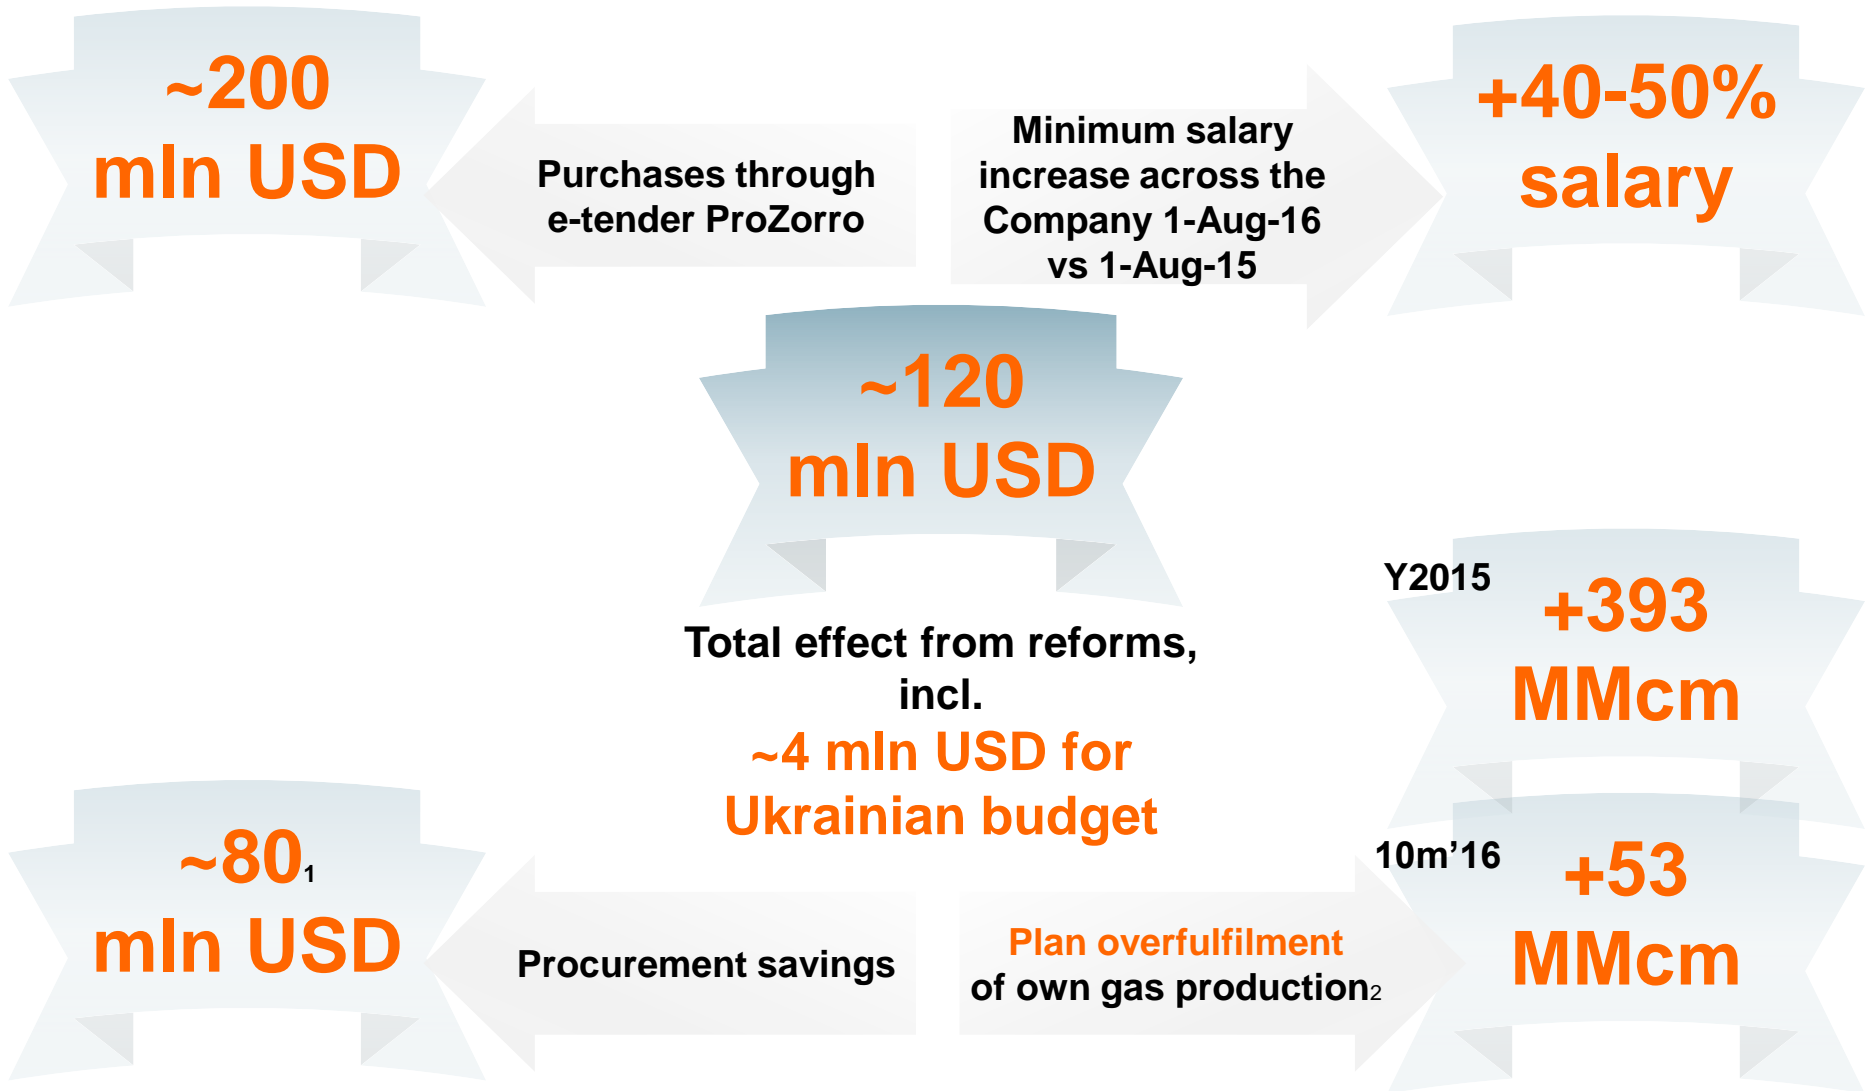 ~200
mln USD
Purchases through
e-tender ProZorro
Minimum salary
increase across the
Company 1-Aug-16
vs 1-Aug-15
+40-50%
salary
~120
mln USD
Total effect from reforms,
incl.
~4 mln USD for
Ukrainian budget
Y2015
+393
MMcm
~80₁
mln USD
Procurement savings
Plan overfulfilment
of own gas production₂
10m’16
+53
MMcm